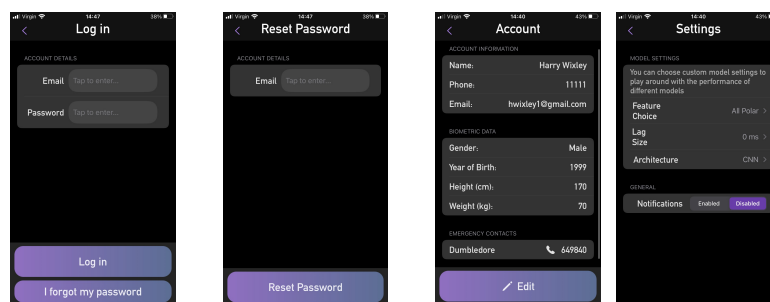 Virgin 14:47 38%
Log in
ACCOUNT DETAILS
Email Tap to enter...
Password Tap to enter...
Log in
I forgot my password
Virgin 14:47 38%
Reset Password
ACCOUNT DETAILS
Email Tap to enter...
Reset Password
Virgin 14:40 43%
Account
ACCOUNT INFORMATION
Name: Harry Wixley
Phone: 11111
Email: hwixley1@gmail.com
BIOMETRIC DATA
Gender: Male
Year of Birth: 1999
Height (cm): 170
Weight (kg): 70
EMERGENCY CONTACTS
Dumbledore 649840
Edit
Virgin 14:40 43%
Settings
MODEL SETTINGS
You can choose custom model settings to
play around with the performance of
different models
Feature
Choice All Polar >
Lag
Size 0 ms >
Architecture CNN >
GENERAL
Notifications Enabled Disabled